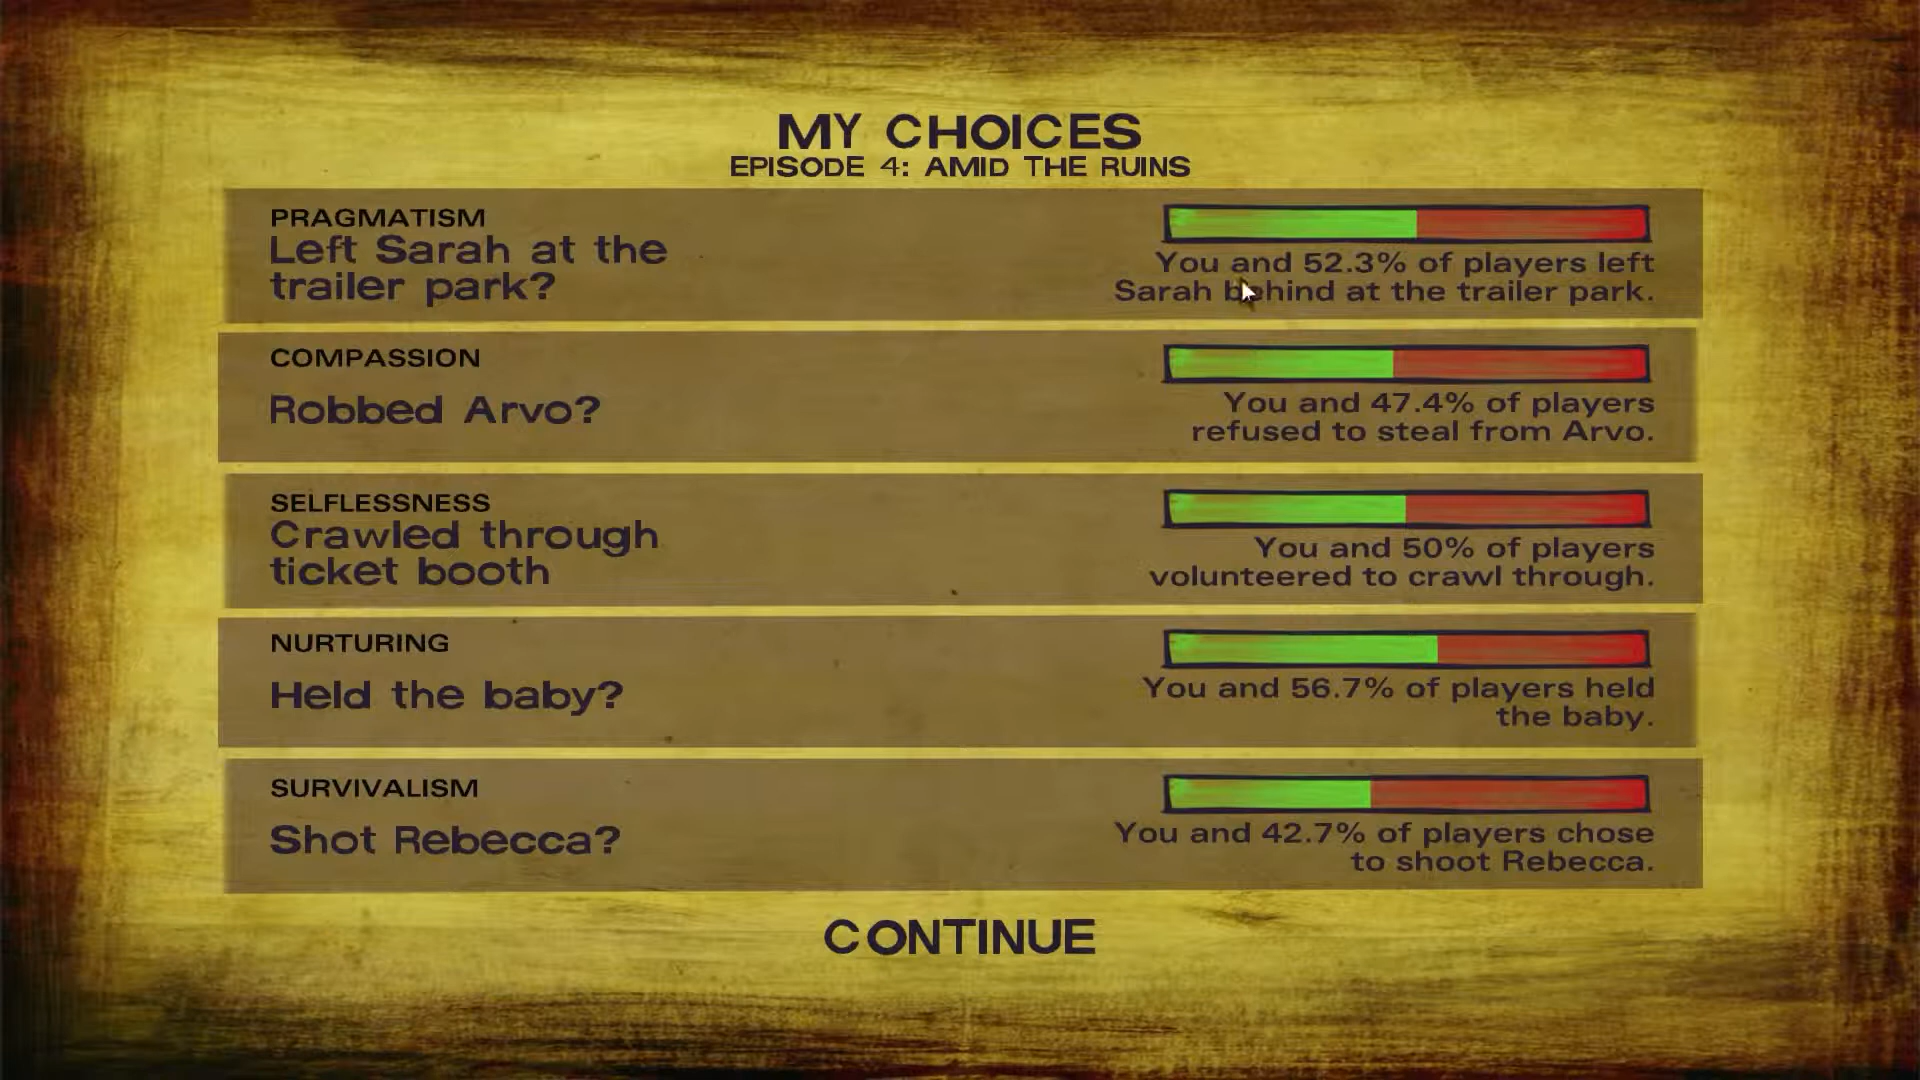 MY CHOICES
EPISODE 4: AMID THE RUINS
PRAGMATISM
Left Sarah at the
trailer park?
You and 52.3% of players left
Sarah behind at the trailer park.
COMPASSION
Robbed Arvo?
You and 47.4% of players
refused to steal from Arvo.
SELFLESSNESS
Crawled through
ticket booth
You and 50% of players
volunteered to crawl through.
NURTURING
Held the baby?
You and 56.7% of players held
the baby.
SURVIVALISM
Shot Rebecca?
You and 42.7% of players chose
to shoot Rebecca.
CONTINUE